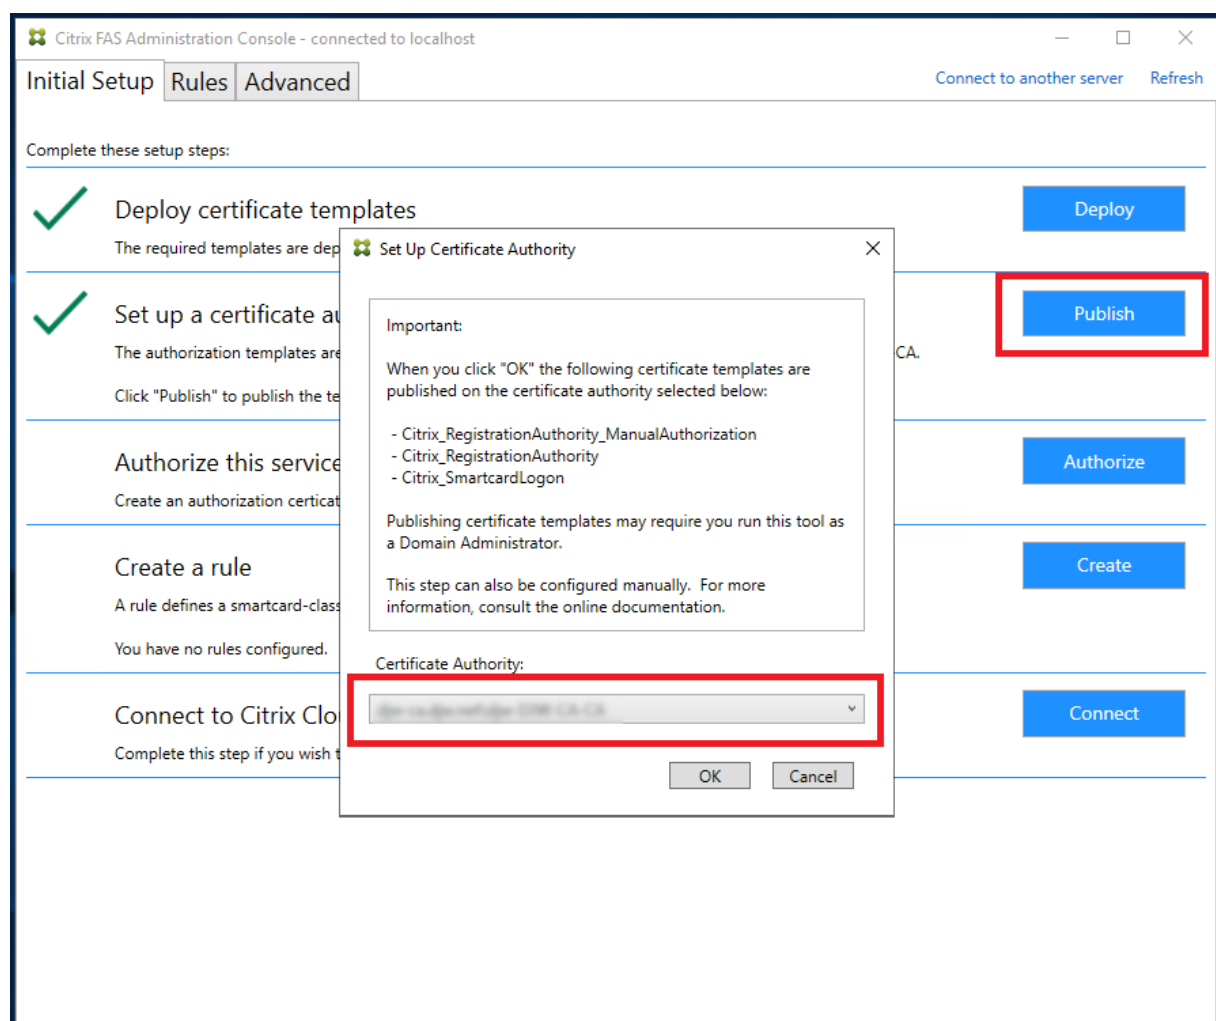 Citrix FAS Administration Console - connected to localhost
Initial Setup Rules Advanced
Connect to another server Refresh
Complete these setup steps:
Deploy certificate templates
Deploy
The required templates are dep
Set up a certificate au
Publish
The authorization templates are
CA.
Click "Publish" to publish the te
Authorize this service
Authorize
Create an authorization certicat
Create a rule
Create
A rule defines a smartcard-class
You have no rules configured.
Connect to Citrix Clo
Connect
Complete this step if you wish t
Set Up Certificate Authority
Important:
When you click "OK" the following certificate templates are
published on the certificate authority selected below:
- Citrix_RegistrationAuthority_ManualAuthorization
- Citrix_RegistrationAuthority
- Citrix_SmartcardLogon
Publishing certificate templates may require you run this tool as
a Domain Administrator.
This step can also be configured manually. For more
information, consult the online documentation.
Certificate Authority:
OK Cancel